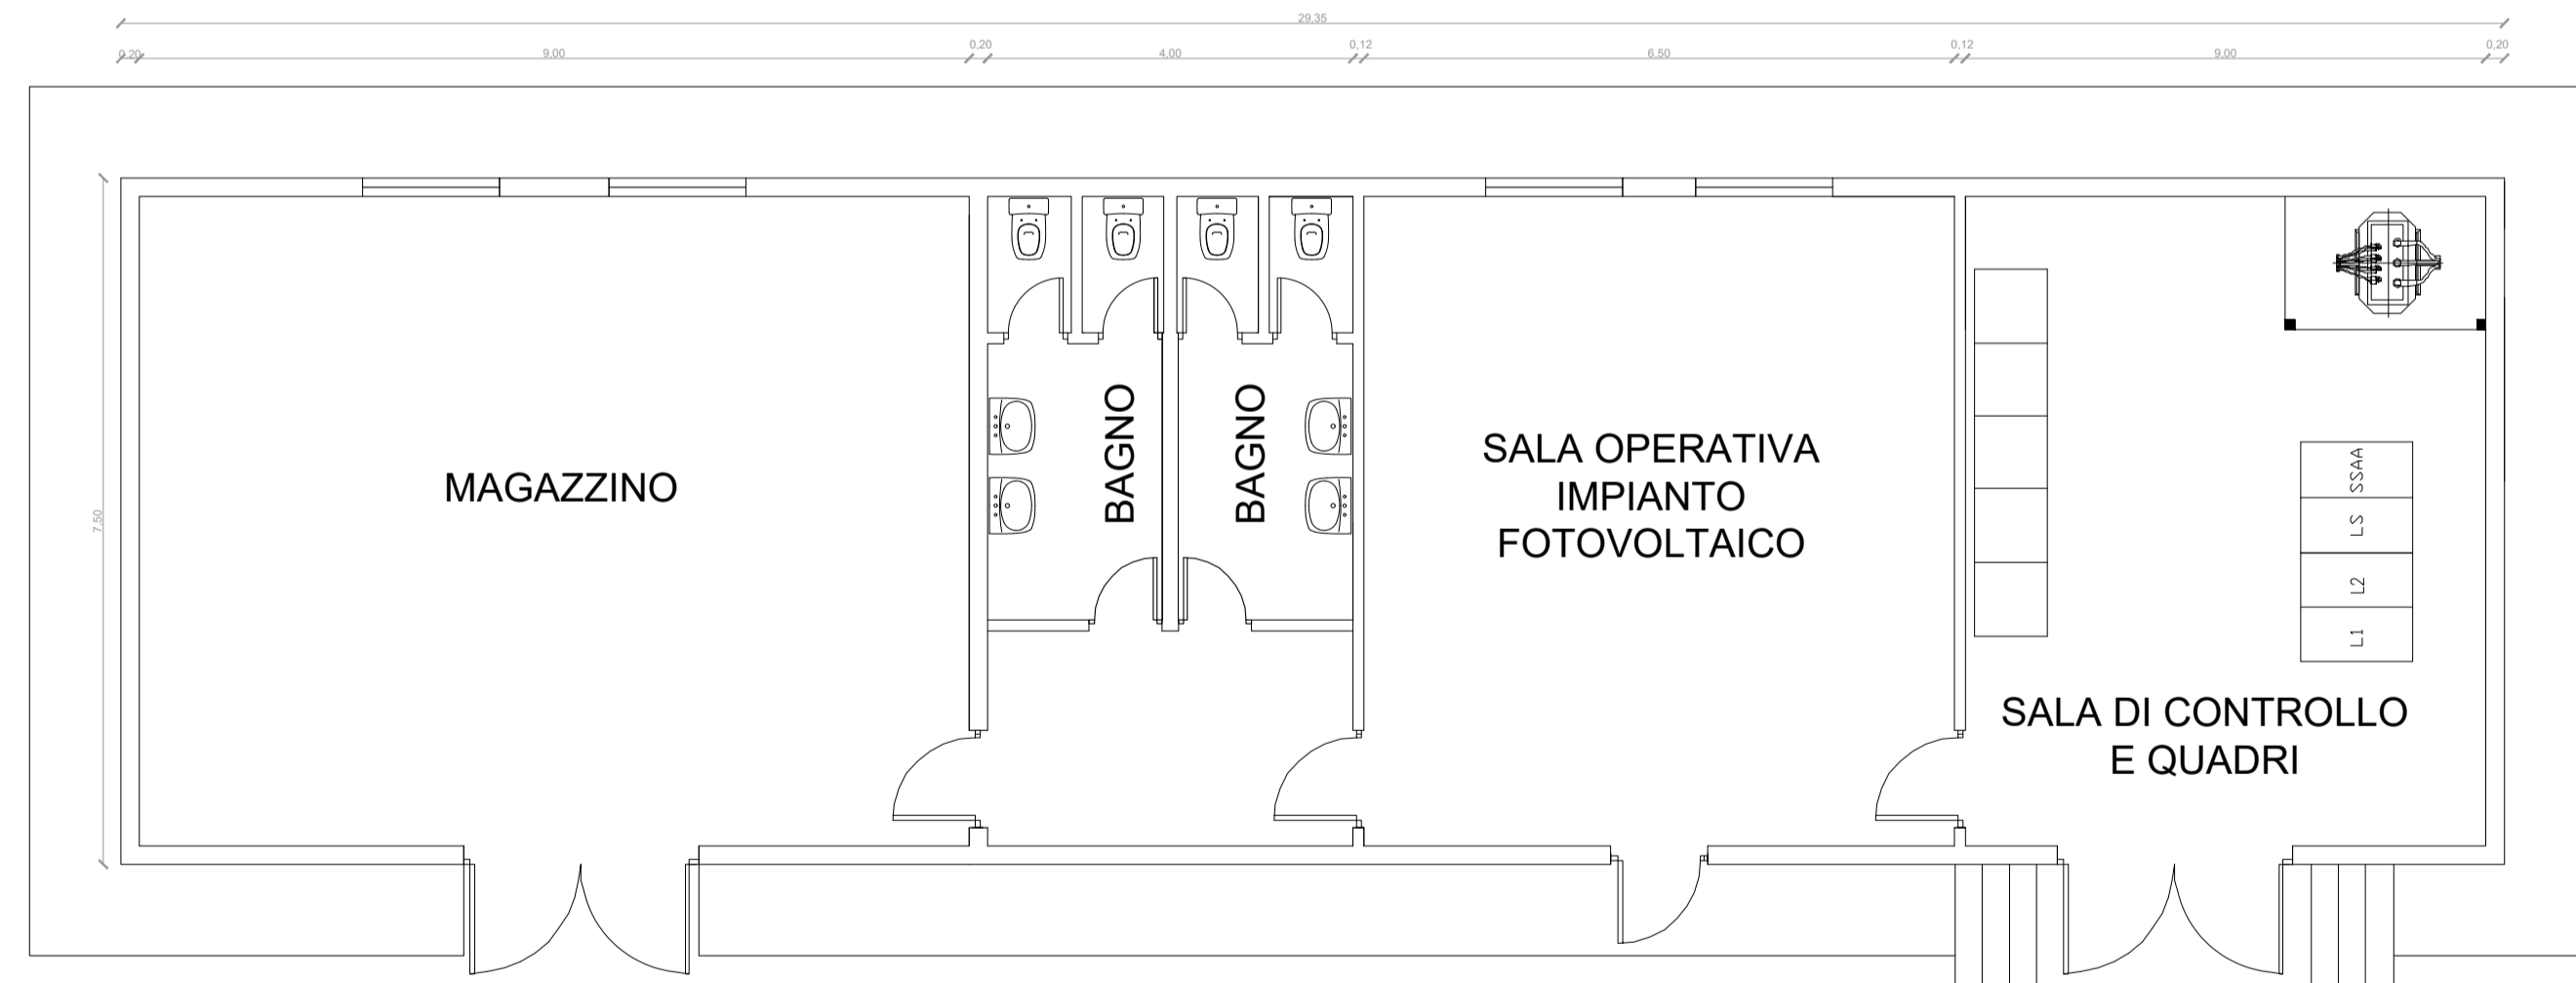 29,35
0,20
9,00
0,20
4,00
0,12
6,50
0,12
9,00
0,20
7,50
MAGAZZINO
BAGNO
BAGNO
SALA OPERATIVA
IMPIANTO
FOTOVOLTAICO
SSAA
LS
L2
L1
SALA DI CONTROLLO
E QUADRI